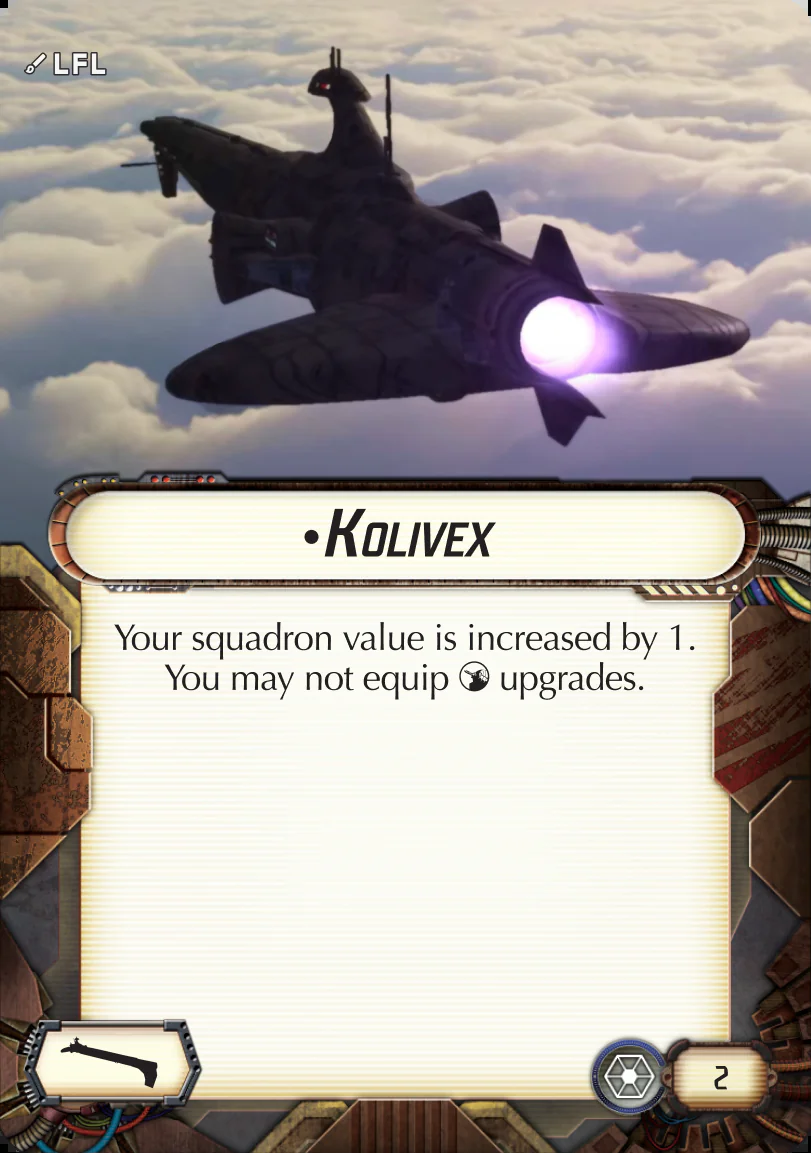 LFL
•Kolivex
Your squadron value is increased by 1.
You may not equip upgrades.
2